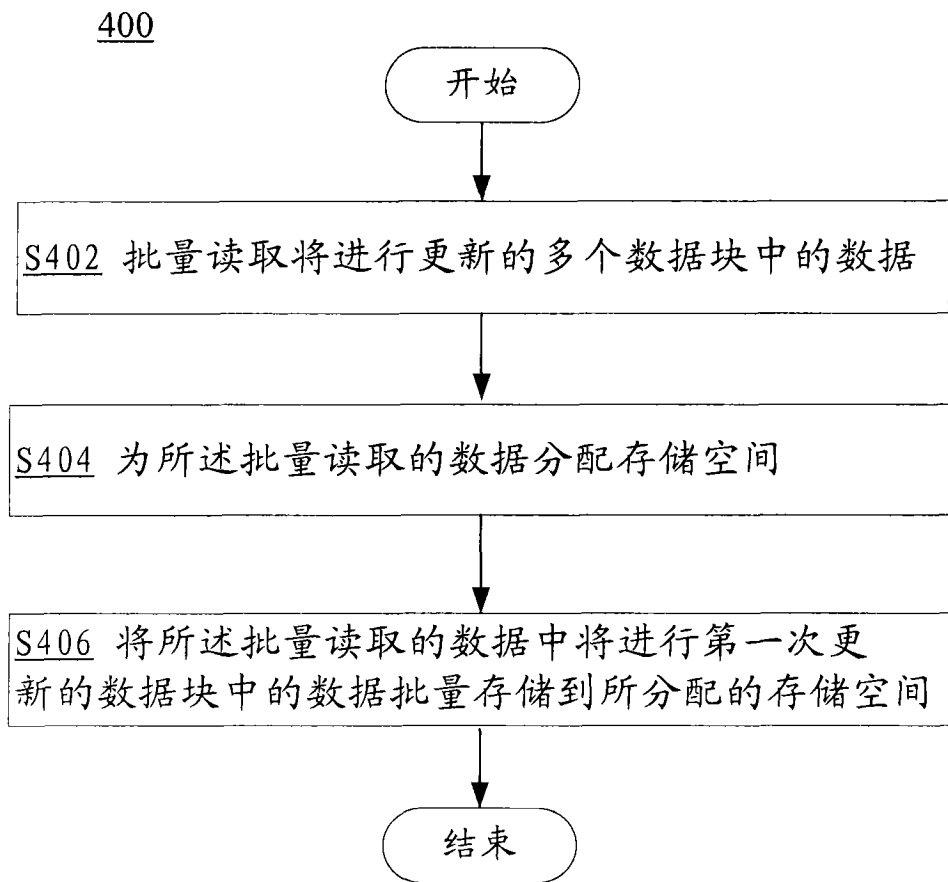 400
开始
S402 批量读取将进行更新的多个数据块中的数据
S404 为所述批量读取的数据分配存储空间
S406 将所述批量读取的数据中将进行第一次更
新的数据块中的数据批量存储到所分配的存储空间
结束